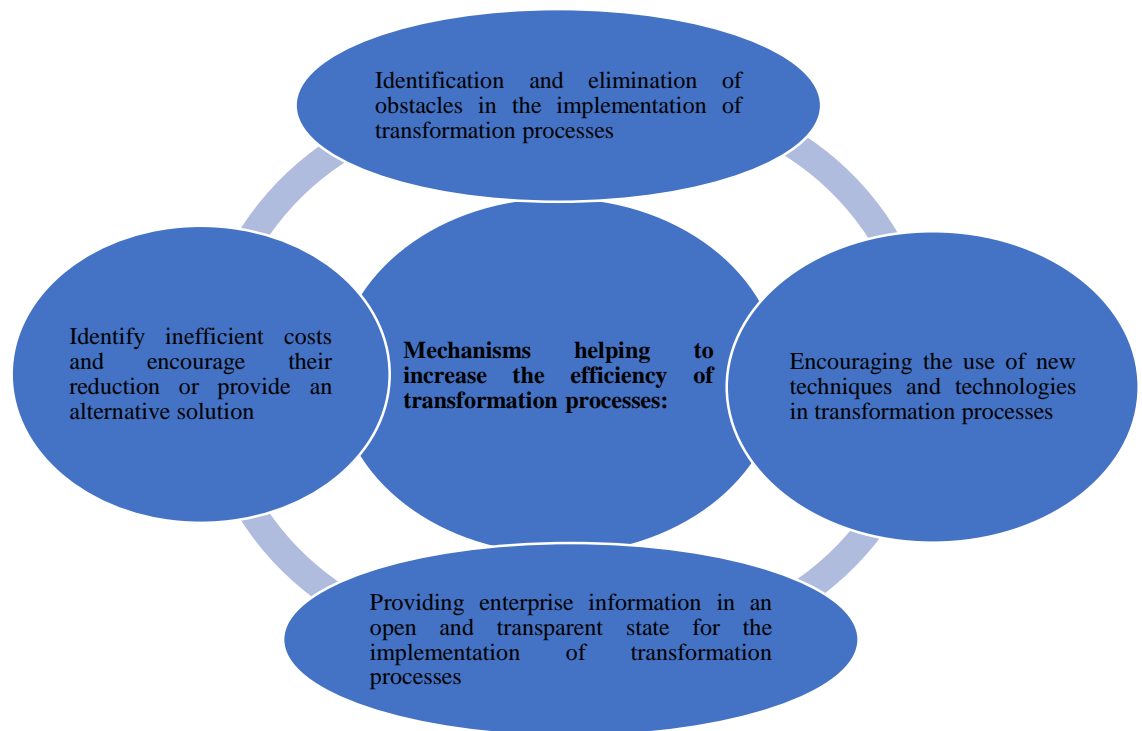 Identification and elimination of
obstacles in the implementation of
transformation processes
Identify inefficient costs
and encourage their
reduction or provide an
alternative solution
Mechanisms helping to
increase the efficiency of
transformation processes:
Encouraging the use of new
techniques and technologies
in transformation processes
Providing enterprise information in an
open and transparent state for the
implementation of transformation
processes